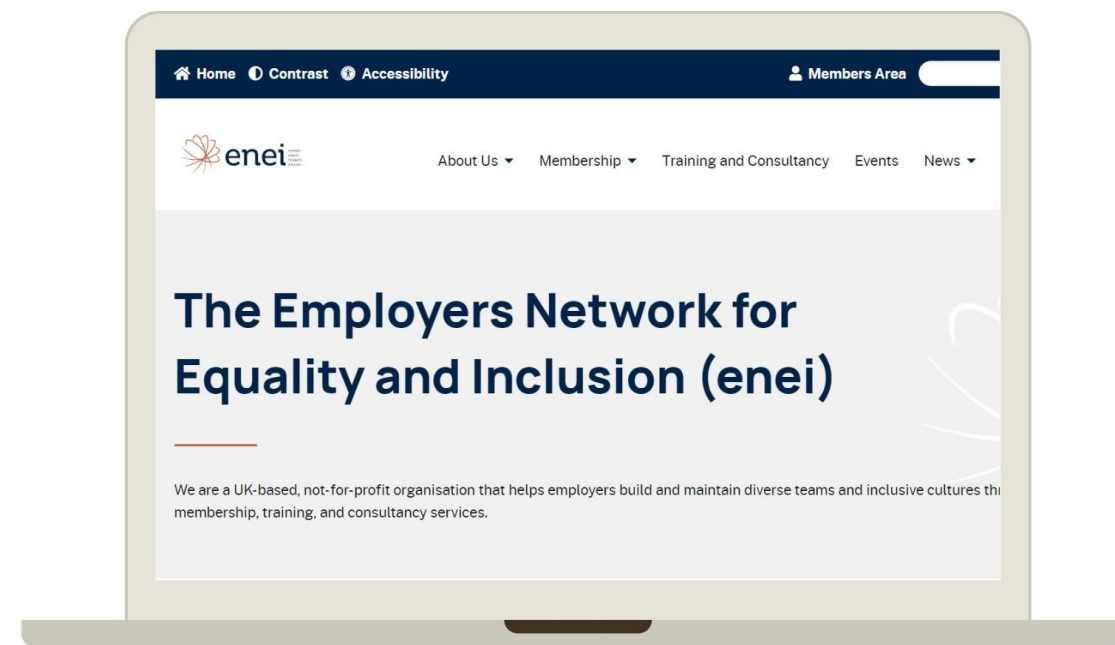 Home Contrast Accessibility Members Area
enei
About Us Membership Training and Consultancy Events News
The Employers Network for
Equality and Inclusion (enei)
We are a UK-based, not-for-profit organisation that helps employers build and maintain diverse teams and inclusive cultures
membership, training, and consultancy services.